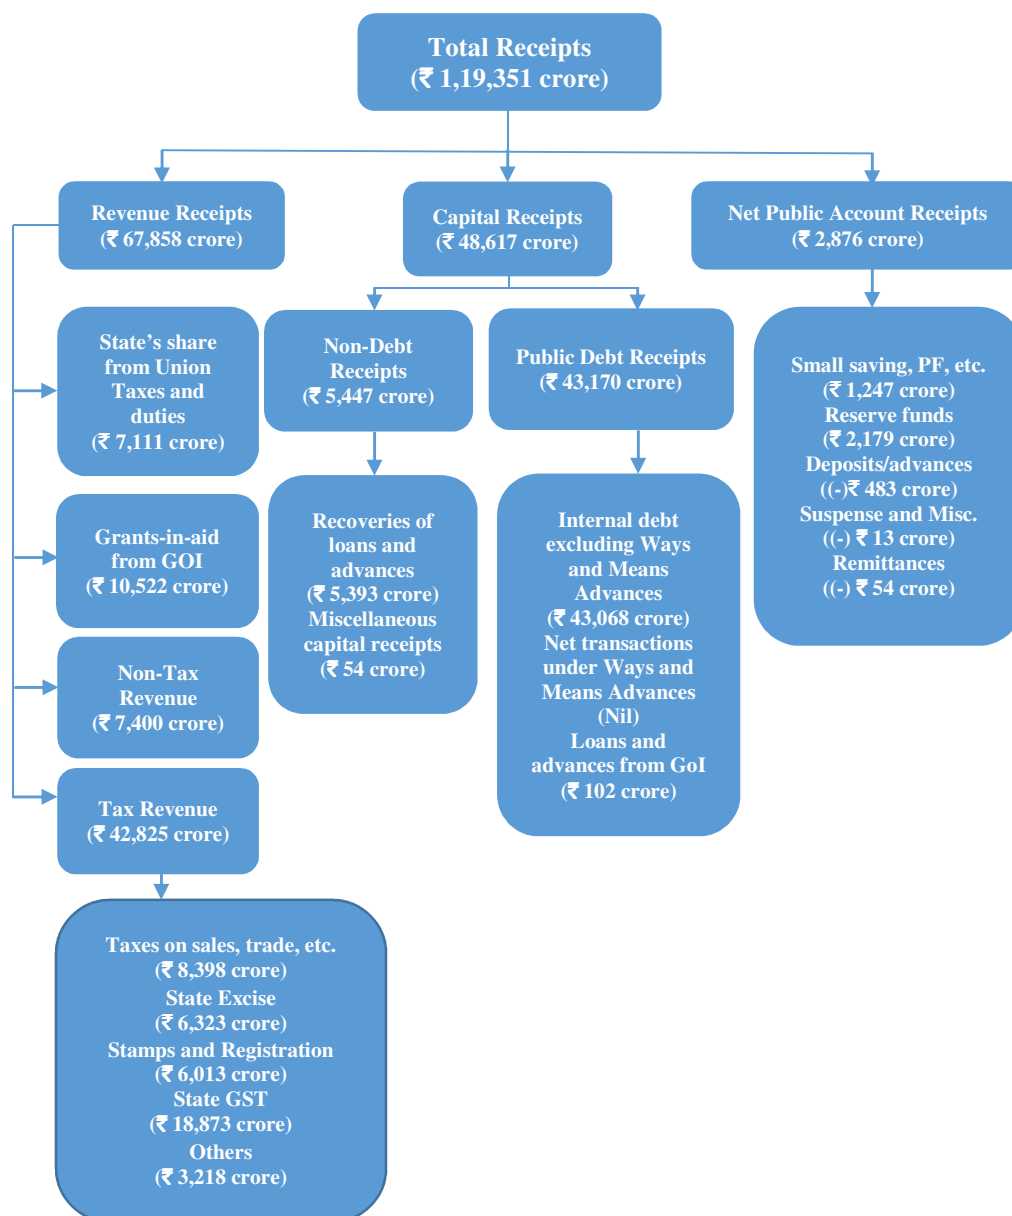 Total Receipts
(₹ 1,19,351 crore)
Revenue Receipts
(₹ 67,858 crore)
Capital Receipts
(₹ 48,617 crore)
Net Public Account Receipts
(₹ 2,876 crore)
State’s share
from Union
Taxes and
duties
(₹ 7,111 crore)
Grants-in-aid
from GOI
(₹ 10,522 crore)
Non-Tax
Revenue
(₹ 7,400 crore)
Tax Revenue
(₹ 42,825 crore)
Taxes on sales, trade, etc.
(₹ 8,398 crore)
State Excise
(₹ 6,323 crore)
Stamps and Registration
(₹ 6,013 crore)
State GST
(₹ 18,873 crore)
Others
(₹ 3,218 crore)
Non-Debt
Receipts
(₹ 5,447 crore)
Recoveries of
loans and
advances
(₹ 5,393 crore)
Miscellaneous
capital receipts
(₹ 54 crore)
Public Debt Receipts
(₹ 43,170 crore)
Internal debt
excluding Ways
and Means
Advances
(₹ 43,068 crore)
Net transactions
under Ways and
Means Advances
(Nil)
Loans and
advances from GoI
(₹ 102 crore)
Small saving, PF, etc.
(₹ 1,247 crore)
Reserve funds
(₹ 2,179 crore)
Deposits/advances
((-)₹ 483 crore)
Suspense and Misc.
((-) ₹ 13 crore)
Remittances
((-) ₹ 54 crore)